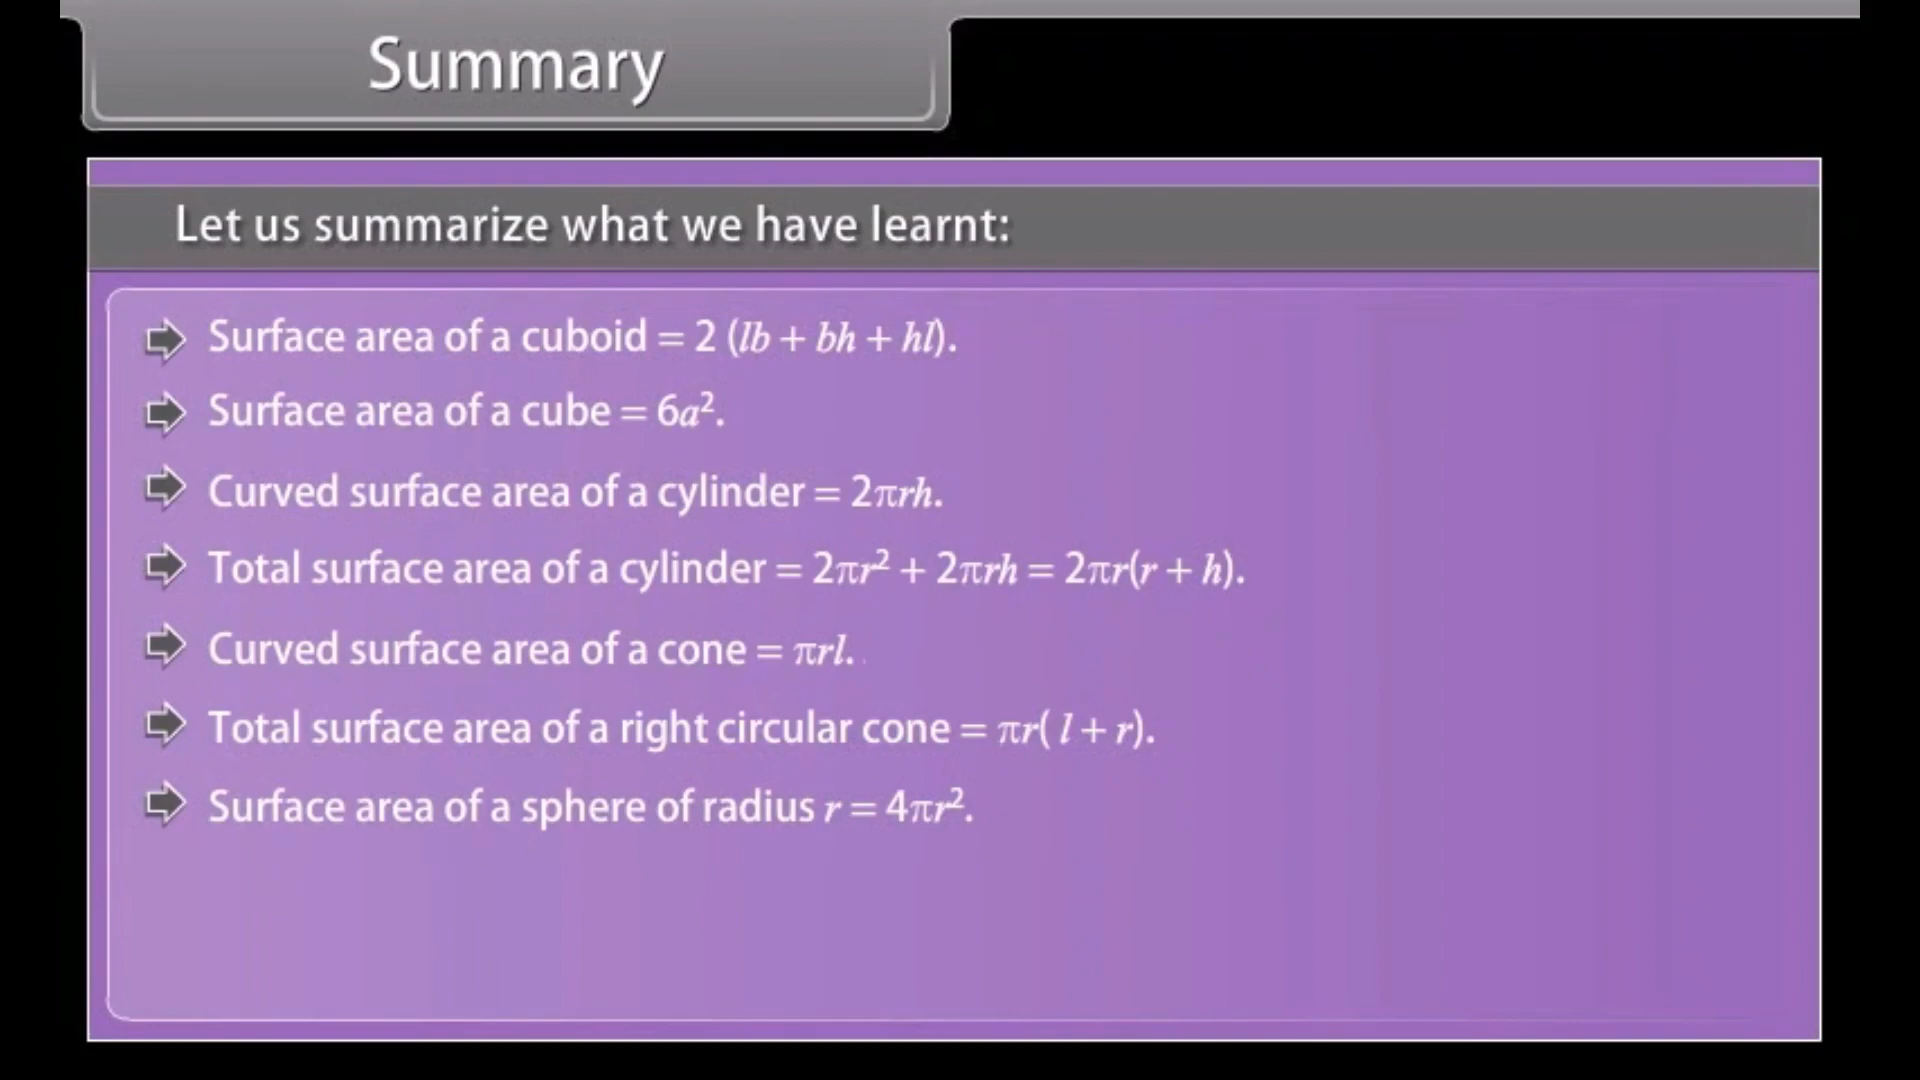 Summary
Let us summarize what we have learnt:
Surface area of a cuboid = 2 (lb + bh + hl).
Surface area of a cube = 6a².
Curved surface area of a cylinder = 2πrh.
Total surface area of a cylinder = 2πr² + 2πrh = 2πr(r + h).
Curved surface area of a cone = πrl.
Total surface area of a right circular cone = πr( l + r).
Surface area of a sphere of radius r = 4πr².